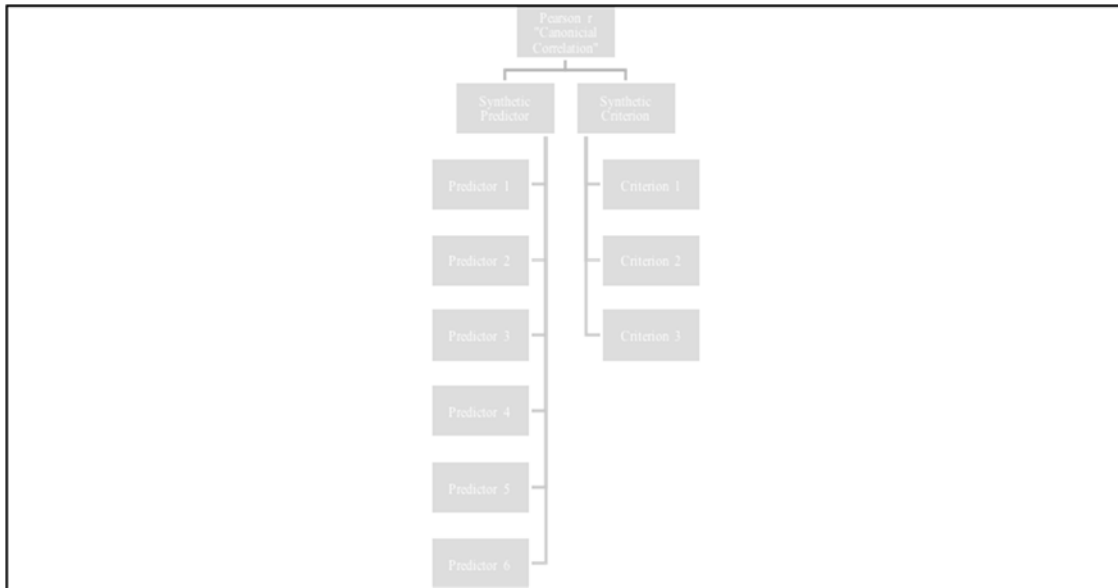 Pearson r
"Canonicial
Correlation"
Synthetic
Predictor
Synthetic
Criterion
Predictor 1
Criterion 1
Predictor 2
Criterion 2
Predictor 3
Criterion 3
Predictor 4
Predictor 5
Predictor 6